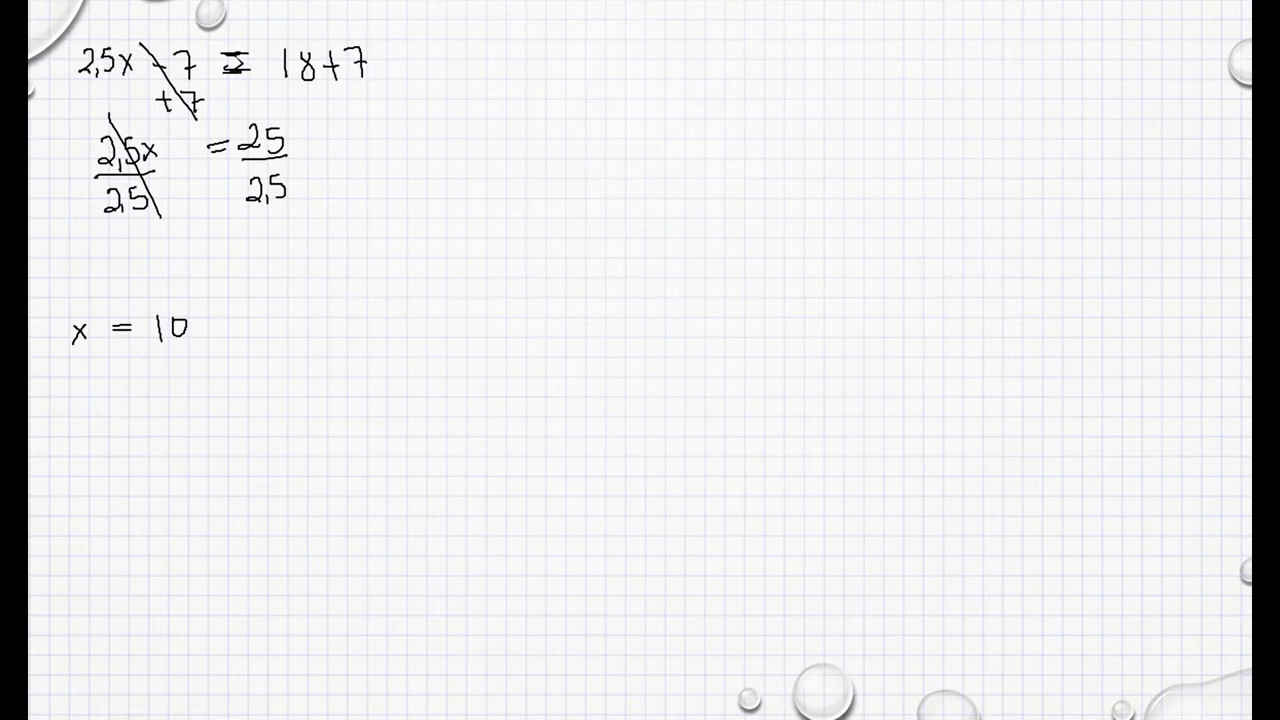 2,5x - 7 = 18+7
+7
2,5x = 25
2,5 2,5
x = 10